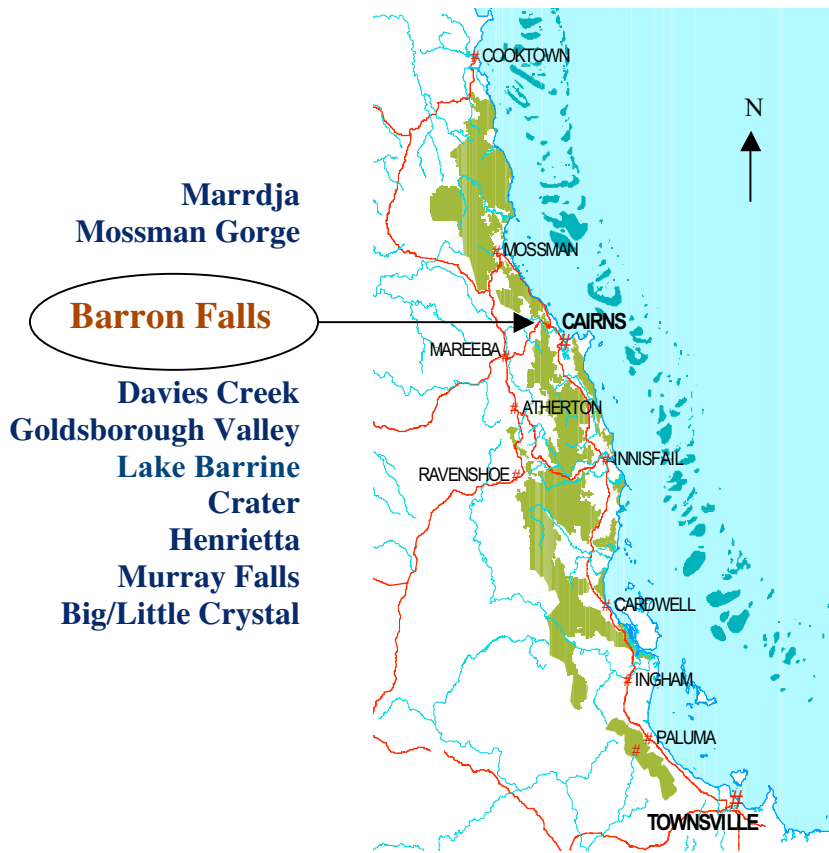 Marrdja
Mossman Gorge
Barron Falls
Davies Creek
Goldsborough Valley
Lake Barrine
Crater
Henrietta
Murray Falls
Big/Little Crystal
# COOKTOWN
N
# MOSSMAN
CAIRNS
#
MAREEBA #
# ATHERTON
# INNISFAIL
RAVENSHOE #
# CARDWELL
# INGHAM
# PALUMA
#
#
TOWNSVILLE